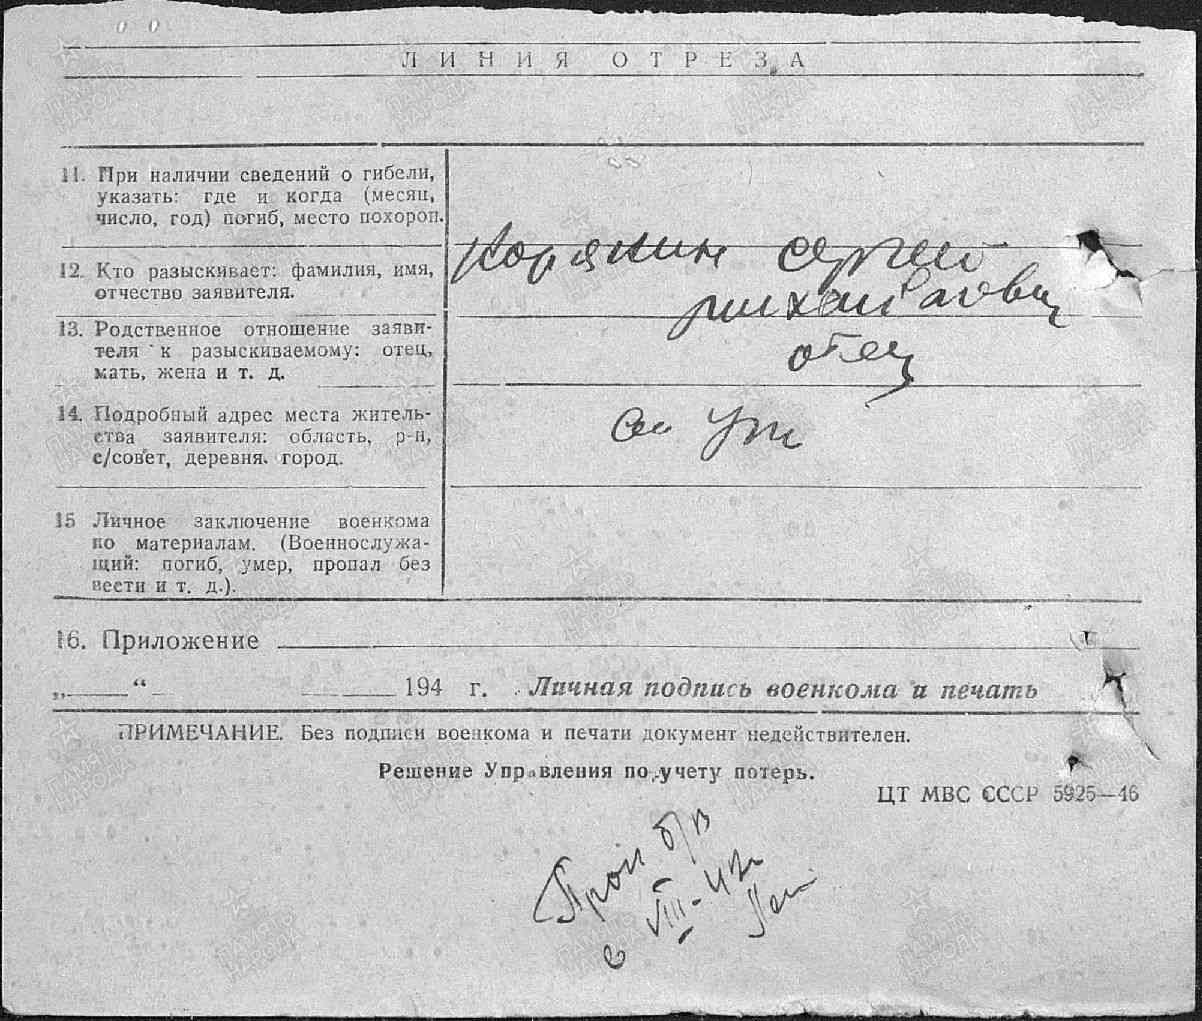 ЛИНИЯ ОТРЕЗА
11. При наличии сведений о гибели,
указать: где и когда (месяц,
число, год) погиб, место похорон.
12. Кто разыскивает: фамилия, имя,
отчество заявителя.
Корякин Сергей
Михайлович
13. Родственное отношение заяви-
теля к разыскиваемому: отец,
мать, жена и т. д.
отец
14. Подробный адрес места житель-
ства заявителя: область, р-н,
с/совет, деревня, город.
15 Личное заключение военкома
по материалам. (Военнослужа-
щий: погиб, умер, пропал без
вести и т. д.).
16. Приложение
„ “ 194 г. Личная подпись военкома и печать
ПРИМЕЧАНИЕ. Без подписи военкома и печати документ недействителен.
Решение Управления по учету потерь.
ЦТ МВС СССР 5925—46
Проп б/в
в VIII-42